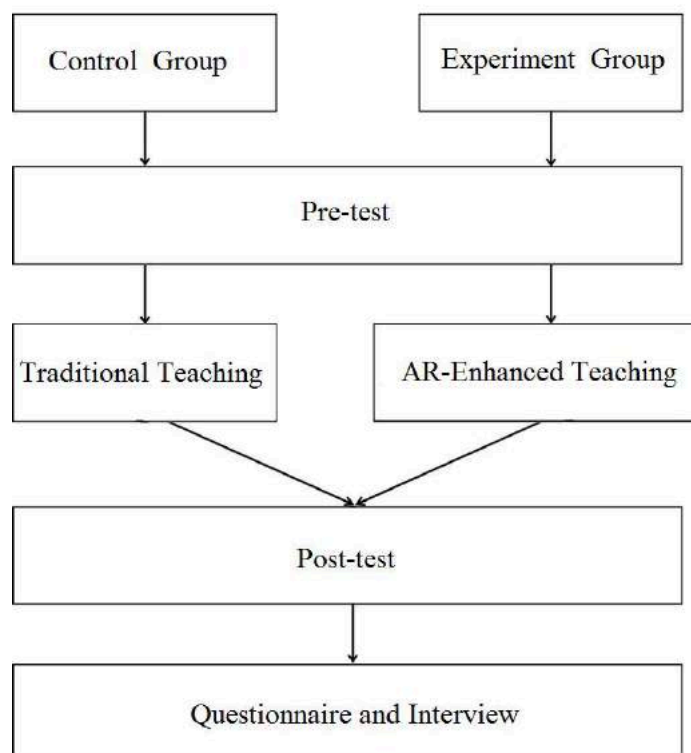 Control Group
Experiment Group
Pre-test
Traditional Teaching
AR-Enhanced Teaching
Post-test
Questionnaire and Interview